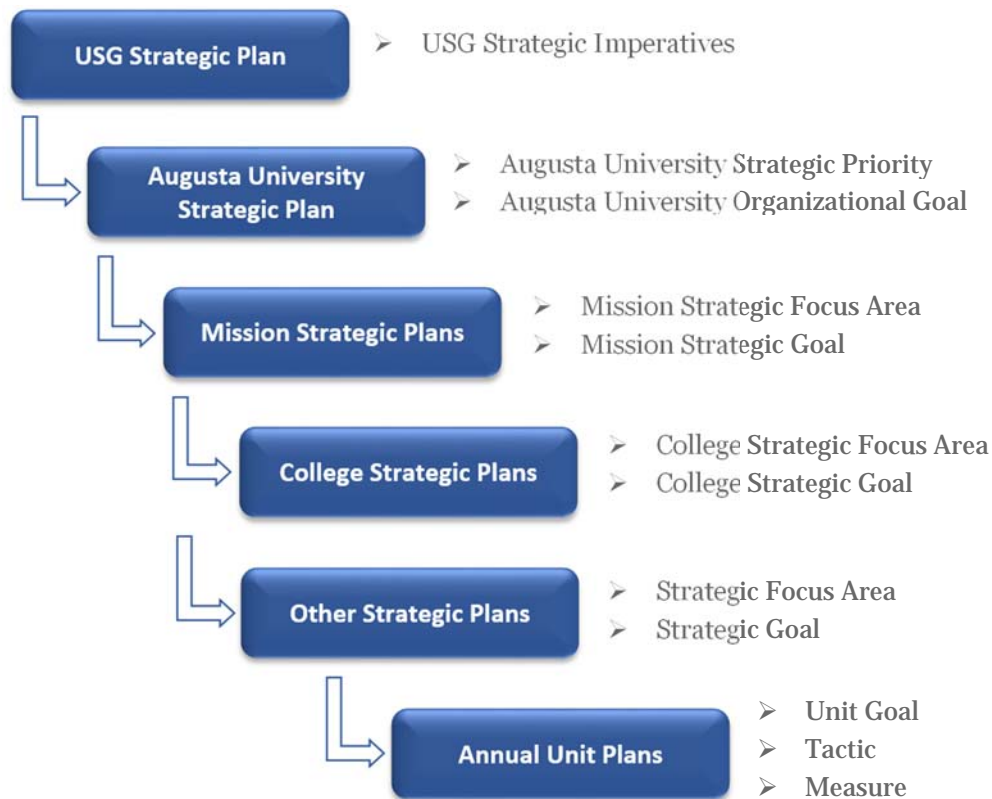 USG Strategic Plan
➢ USG Strategic Imperatives
Augusta University
Strategic Plan
➢ Augusta University Strategic Priority
➢ Augusta University Organizational Goal
Mission Strategic Plans
➢ Mission Strategic Focus Area
➢ Mission Strategic Goal
College Strategic Plans
➢ College Strategic Focus Area
➢ College Strategic Goal
Other Strategic Plans
➢ Strategic Focus Area
➢ Strategic Goal
Annual Unit Plans
➢ Unit Goal
➢ Tactic
➢ Measure